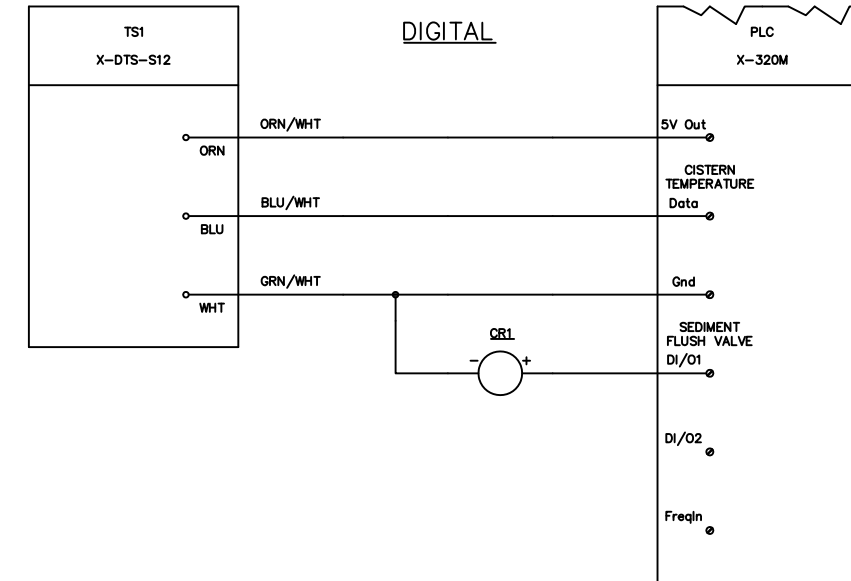 TS1
X-DTS-S12
DIGITAL
PLC
X-320M
ORN/WHT
5V Out
ORN
CISTERN
TEMPERATURE
BLU/WHT
Data
BLU
GRN/WHT
Gnd
WHT
CR1
- +
SEDIMENT
FLUSH VALVE
DI/O1
DI/O2
FreqIn